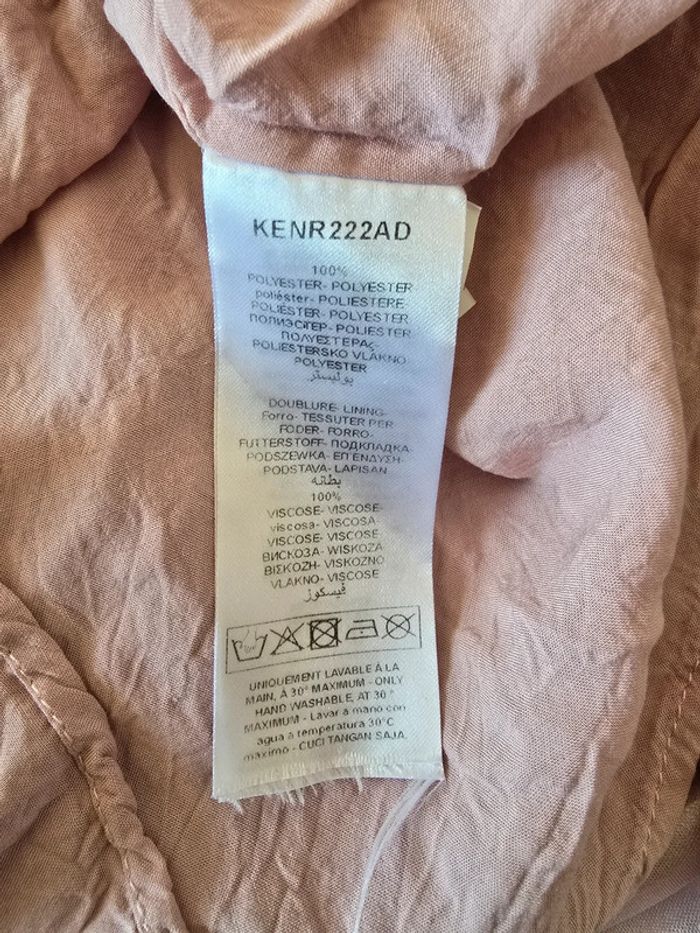 KENR222AD
100%
POLYESTER- POLYESTER
poliéster- POLIESTERE
POLIÉSTER- POLYESTER
ПОЛИЭСТЕР- POLIESTER
ΠΟΛΥΕΣΤΕΡΑς-
POLIESTERSKO VLAKNO-
POLYESTER
بوليستر
DOUBLURE- LINING-
Forro- TESSUTER PER
FODER- FORRO-
FUTTERSTOFF- ПОДКЛАДКА-
PODSZEWKA- ΕΠΕΝΔΥΣΗ-
PODSTAVA- LAPISAN
بطانه
100%
VISCOSE- VISCOSE-
viscosa- VISCOSA
VISCOSE- VISCOSE
ВИСКОЗА- WISKOZA
ΒΙΣΚΟΖΗ- VISKOZNO
VLAKNO- VISCOSE
فيسكوز
UNIQUEMENT LAVABLE À LA
MAIN, À 30° MAXIMUM - ONLY
HAND WASHABLE, AT 30 °
MAXIMUM - Lavar a mano con
agua a temperatura 30°C
maximo - CUCI TANGAN SAJA.